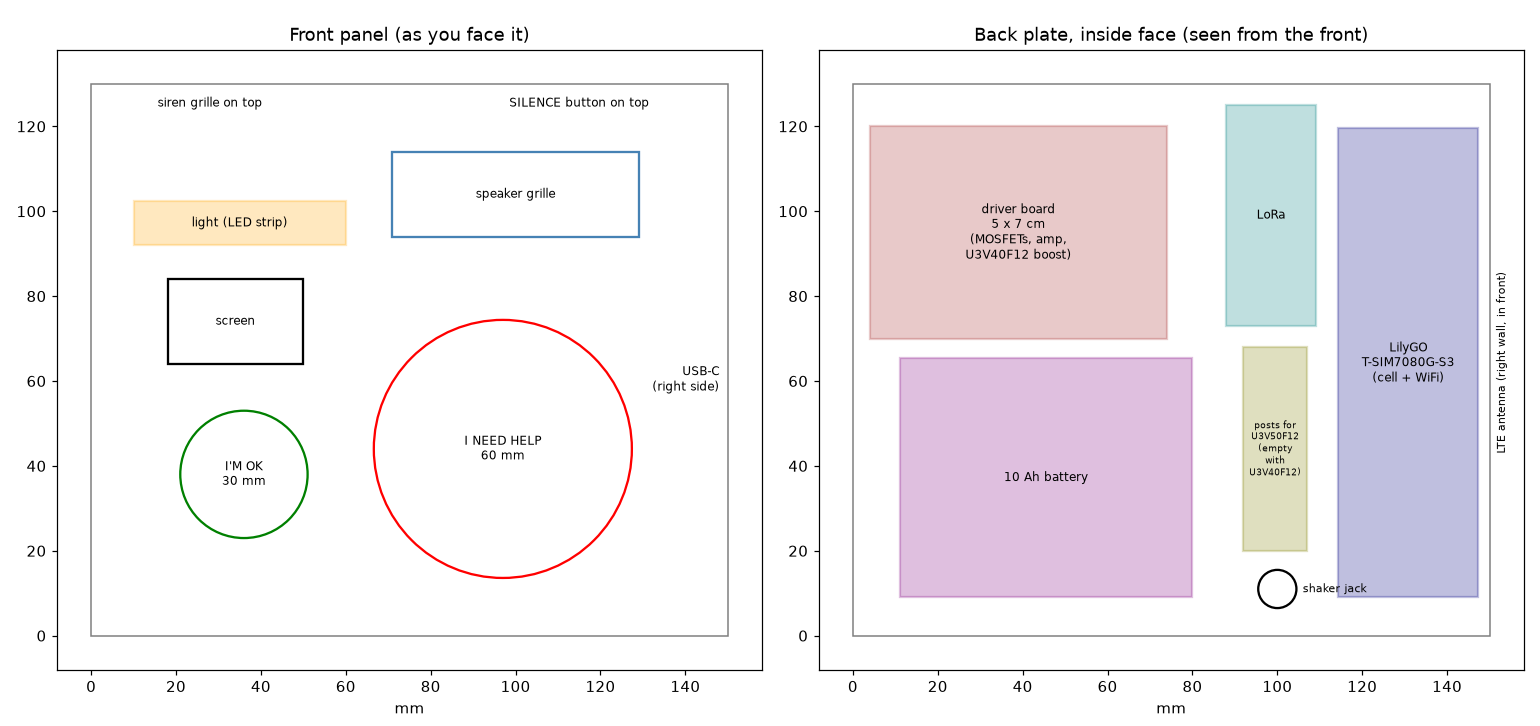 Front panel (as you face it)
siren grille on top
SILENCE button on top
speaker grille
light (LED strip)
screen
USB-C
(right side)
I NEED HELP
60 mm
I'M OK
30 mm
0
20
40
60
80
100
120
0
20
40
60
80
100
120
140
mm
Back plate, inside face (seen from the front)
driver board
5 x 7 cm
(MOSFETs, amp,
U3V40F12 boost)
LoRa
LilyGO
T-SIM7080G-S3
(cell + WiFi)
LTE antenna (right wall, in front)
posts for
U3V50F12
(empty
with
U3V40F12)
10 Ah battery
shaker jack
0
20
40
60
80
100
120
0
20
40
60
80
100
120
140
mm